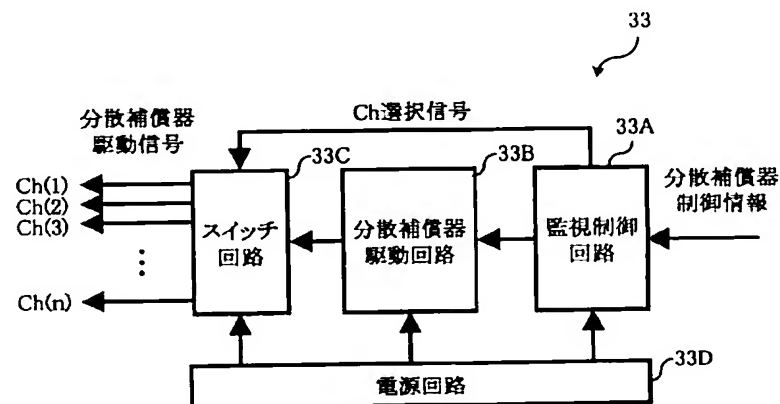 33
Ch選択信号
分散補償器
駆動信号
33C
33B
33A
分散補償器
制御情報
Ch(1)
Ch(2)
Ch(3)
⋮
Ch(n)
スイッチ
回路
分散補償器
駆動回路
監視制御
回路
33D
電源回路